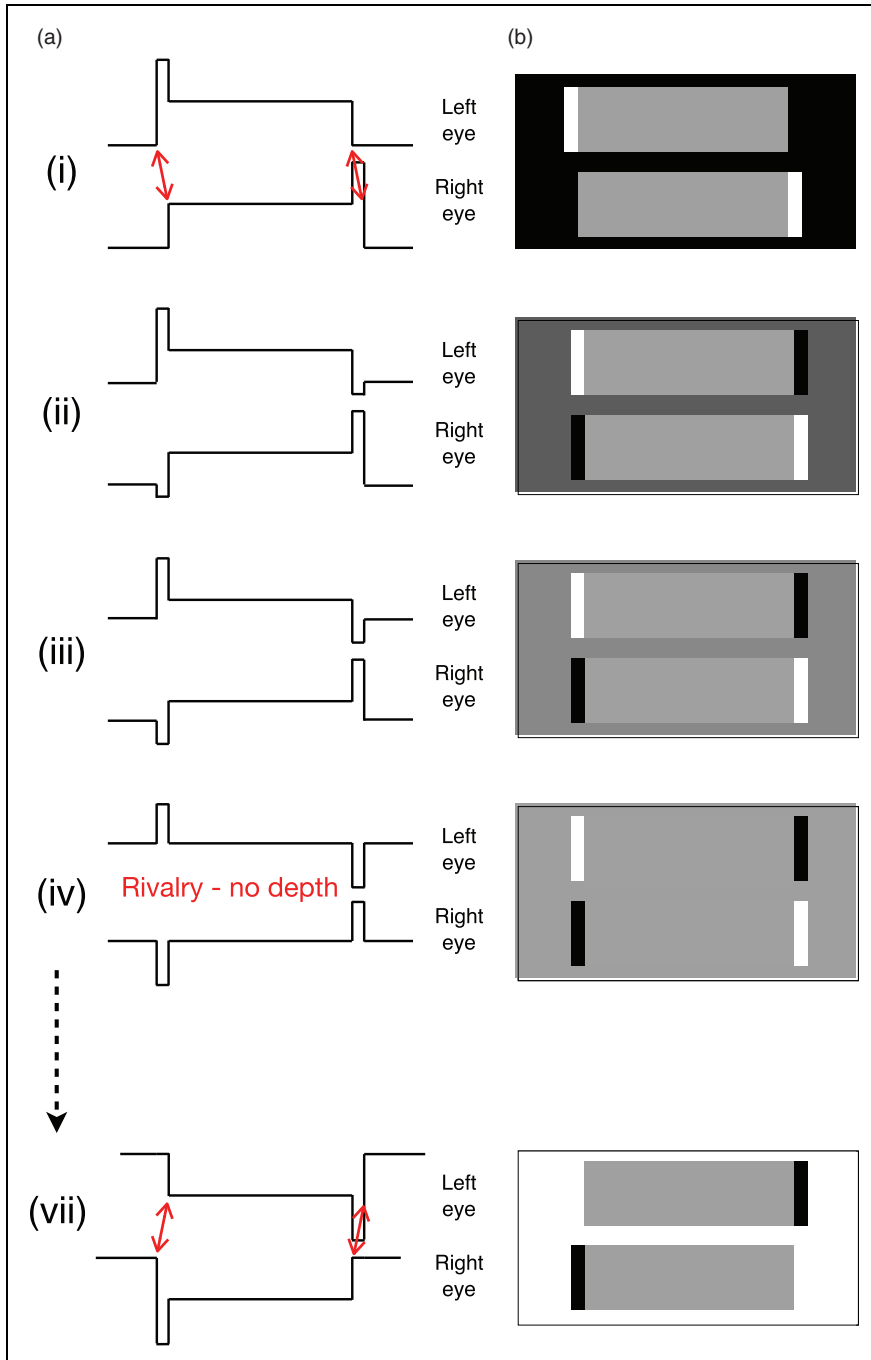 (a)
(b)
(i)
Left
eye
Right
eye
(ii)
Left
eye
Right
eye
(iii)
Left
eye
Right
eye
(iv)
Rivalry - no depth
Left
eye
Right
eye
(vii)
Left
eye
Right
eye